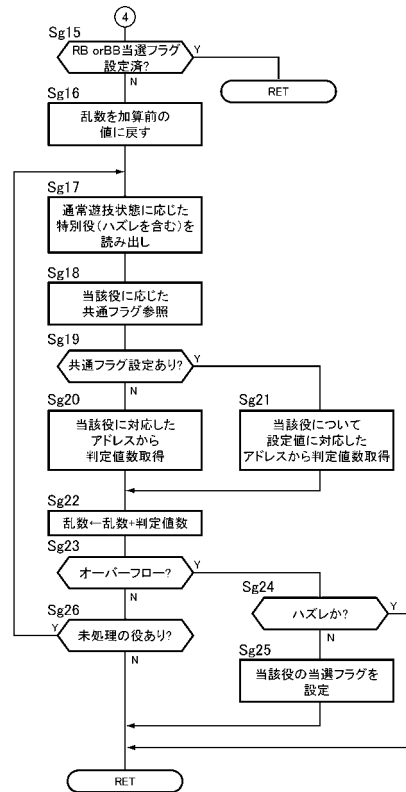 4
Sg15
RB orBB当選フラグ
設定済?
Y
N
RET
Sg16
乱数を加算前の
値に戻す
Sg17
通常遊技状態に応じた
特別役(ハズレを含む)を
読み出し
Sg18
当該役に応じた
共通フラグ参照
Sg19
共通フラグ設定あり?
Y
N
Sg20
当該役に対応した
アドレスから
判定値数取得
Sg21
当該役について
設定値に対応した
アドレスから判定値数取得
Sg22
乱数←乱数+判定値数
Sg23
オーバーフロー?
Y
N
Sg24
ハズレか?
Y
N
Sg25
当該役の当選フラグを
設定
Sg26
未処理の役あり?
Y
N
RET